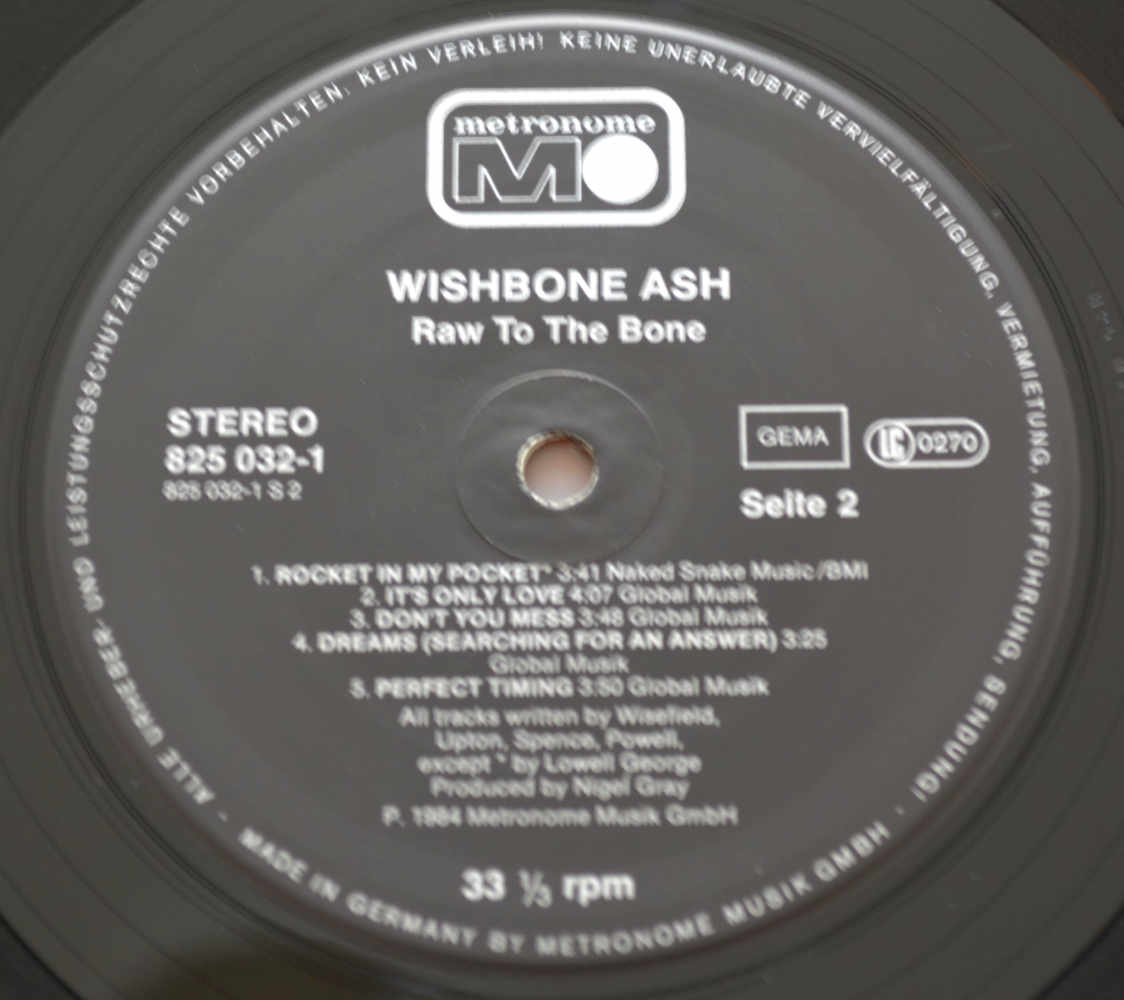 ALLE URHEBER- UND LEISTUNGSSCHUTZRECHTE VORBEHALTEN, KEIN VERLEIH! KEINE UNERLAUBTE VERVIELFÄLTIGUNG, VERMIETUNG, AUFFÜHRUNG, SENDUNG!
metronome
MO
WISHBONE ASH
Raw To The Bone
STEREO
825 032-1
825 032-1 S 2
GEMA
LC 0270
Seite 2
1. ROCKET IN MY POCKET* 3:41 Naked Snake Music/BMI
2. IT'S ONLY LOVE 4:07 Global Musik
3. DON'T YOU MESS 3:48 Global Musik
4. DREAMS (SEARCHING FOR AN ANSWER) 3:25
Global Musik
5. PERFECT TIMING 3:50 Global Musik
All tracks written by Wisefield,
Upton, Spence, Powell,
except * by Lowell George
Produced by Nigel Gray
P. 1984 Metronome Musik GmbH
33 ⅓ rpm
· MADE IN GERMANY BY METRONOME MUSIK GMBH ·